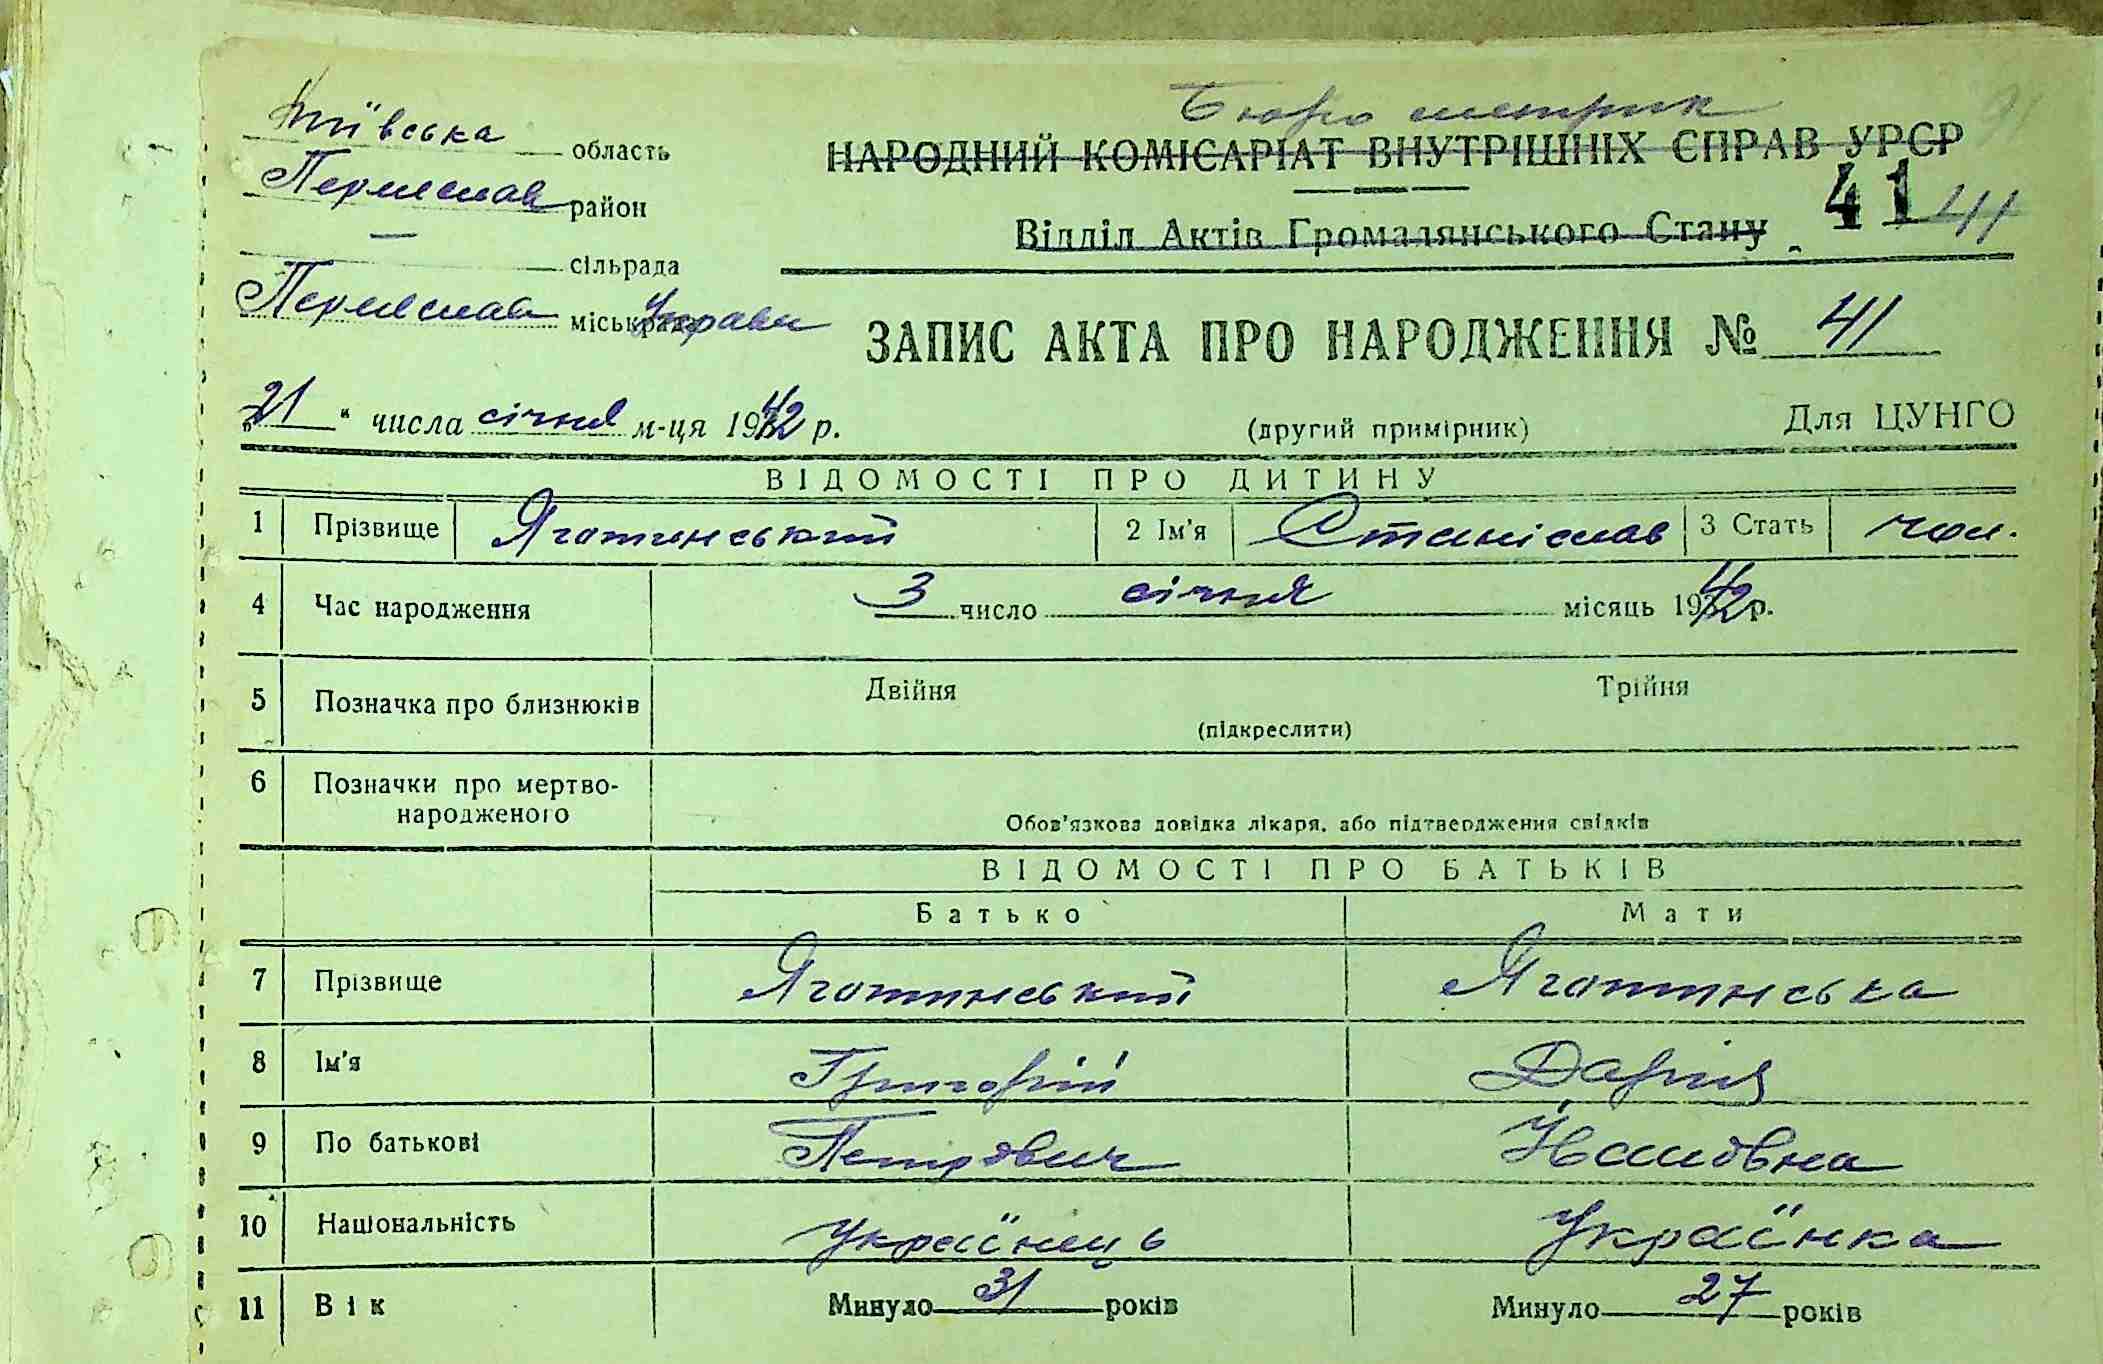 Бюро метрик
Київська область
НАРОДНИЙ КОМІСАРІАТ ВНУТРІШНІХ СПРАВ УРСР
Переяслав район
41 41
Відділ Актів Громадянського Стану
— сільрада
Переяслав міськрада Управи
ЗАПИС АКТА ПРО НАРОДЖЕННЯ № 41
„21“ числа січня м-ця 1942 р.
(другий примірник)
Для ЦУНГО
ВІДОМОСТІ ПРО ДИТИНУ
1 Прізвище Яготинський 2 Ім'я Станіслав 3 Стать чол.
4 Час народження 3 число січня місяць 1942 р.
5 Позначка про близнюків Двійня Трійня
(підкреслити)
6 Позначки про мертво-
народженого
Обов'язкова довідка лікаря, або підтвердження свідків
ВІДОМОСТІ ПРО БАТЬКІВ
Батько Мати
7 Прізвище Яготинський Яготинська
8 Ім'я Григорій Дария
9 По батькові Петрович
10 Національність Українець Українка
11 Вік Минуло 31 років Минуло 27 років